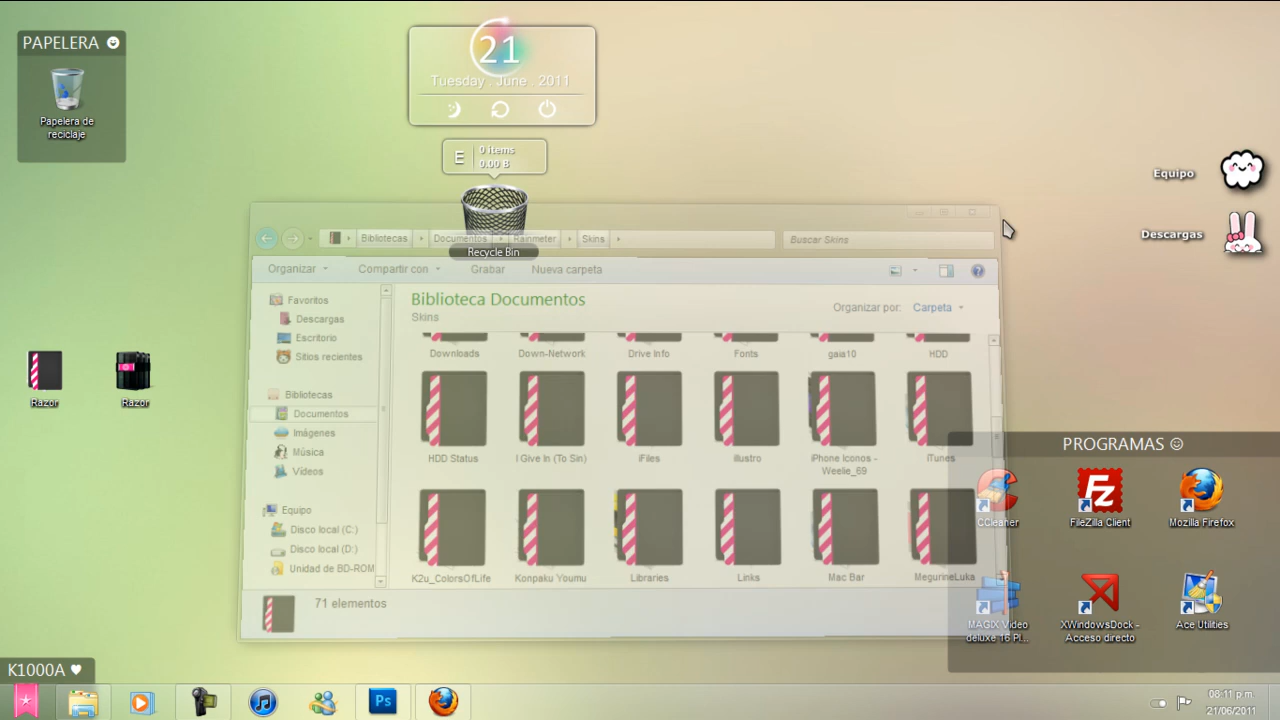 PAPELERA
Papelera de
reciclaje
21
Tuesday . June . 2011
E
0 items
0.00 B
Recycle Bin
Equipo
Descargas
Bibliotecas
Documentos
Rainmeter
Skins
Buscar Skins
Organizar
Compartir con
Grabar
Nueva carpeta
Favoritos
Descargas
Escritorio
Sitios recientes
Bibliotecas
Documentos
Imágenes
Música
Vídeos
Equipo
Disco local (C:)
Disco local (D:)
Unidad de BD-ROM
Biblioteca Documentos
Skins
Organizar por: Carpeta
Downloads
Down-Network
Drive Info
Fonts
gaia10
HDD
HDD Status
I Give In (To Sin)
iFiles
illustro
iPhone Iconos -
Weelie_69
iTunes
K2u_ColorsOfLife
Konpaku Youmu
Libraries
Links
Mac Bar
MegurineLuka
71 elementos
Razor
Razor
PROGRAMAS
CCleaner
FileZilla Client
Fz
Mozilla Firefox
MAGIX Video
deluxe 16 Pl...
XWindowsDock -
Acceso directo
Ace Utilities
K1000A ♥
Ps
08:11 p.m.
21/06/2011